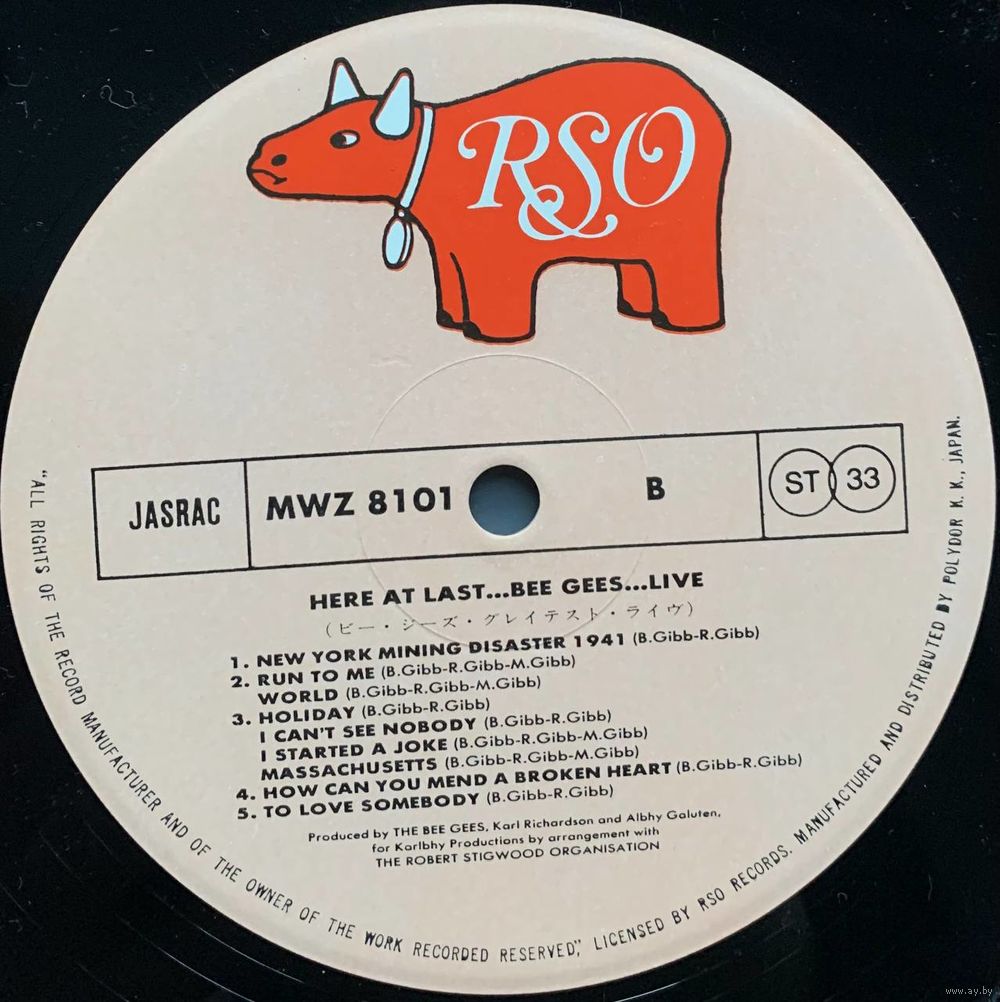 RSO
JASRAC
MWZ 8101
B
ST 33
HERE AT LAST...BEE GEES...LIVE
(ビー・ジーズ・グレイテスト・ライヴ)
1. NEW YORK MINING DISASTER 1941 (B.Gibb-R.Gibb)
2. RUN TO ME (B.Gibb-R.Gibb-M.Gibb)
WORLD (B.Gibb-R.Gibb-M.Gibb)
3. HOLIDAY (B.Gibb-R.Gibb)
I CAN'T SEE NOBODY (B.Gibb-R.Gibb)
I STARTED A JOKE (B.Gibb-R.Gibb-M.Gibb)
MASSACHUSETTS (B.Gibb-R.Gibb-M.Gibb)
4. HOW CAN YOU MEND A BROKEN HEART (B.Gibb-R.Gibb)
5. TO LOVE SOMEBODY (B.Gibb-R.Gibb)
Produced by THE BEE GEES, Karl Richardson and Albhy Galuten,
for Karlbhy Productions by arrangement with
THE ROBERT STIGWOOD ORGANISATION
"ALL RIGHTS OF THE RECORD MANUFACTURER AND OF THE OWNER OF THE WORK RECORDED RESERVED", LICENSED BY RSO RECORDS. MANUFACTURED AND DISTRIBUTED BY POLYDOR K. K., JAPAN.
www.ay.by